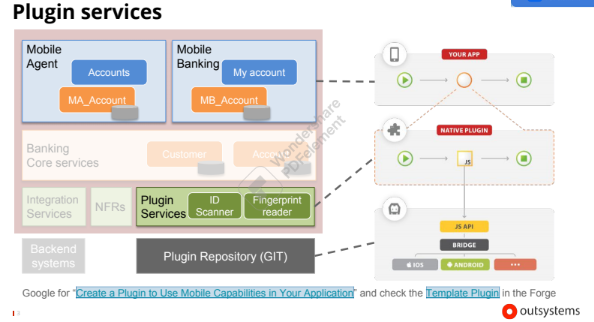 Plugin services
Mobile
Agent
Accounts
MA_Account
Mobile
Banking
My account
MB_Account
Banking
Core services
Customer
Integration
Services
NFRs
Plugin
Services
ID
Scanner
Fingerprint
reader
Backend
systems
Plugin Repository (GIT)
Wondershare
PDFelement
YOUR APP
NATIVE PLUGIN
JS
JS API
BRIDGE
IOS
ANDROID
Google for "Create a Plugin to Use Mobile Capabilities in Your Application" and check the Template Plugin in the Forge
outsystems